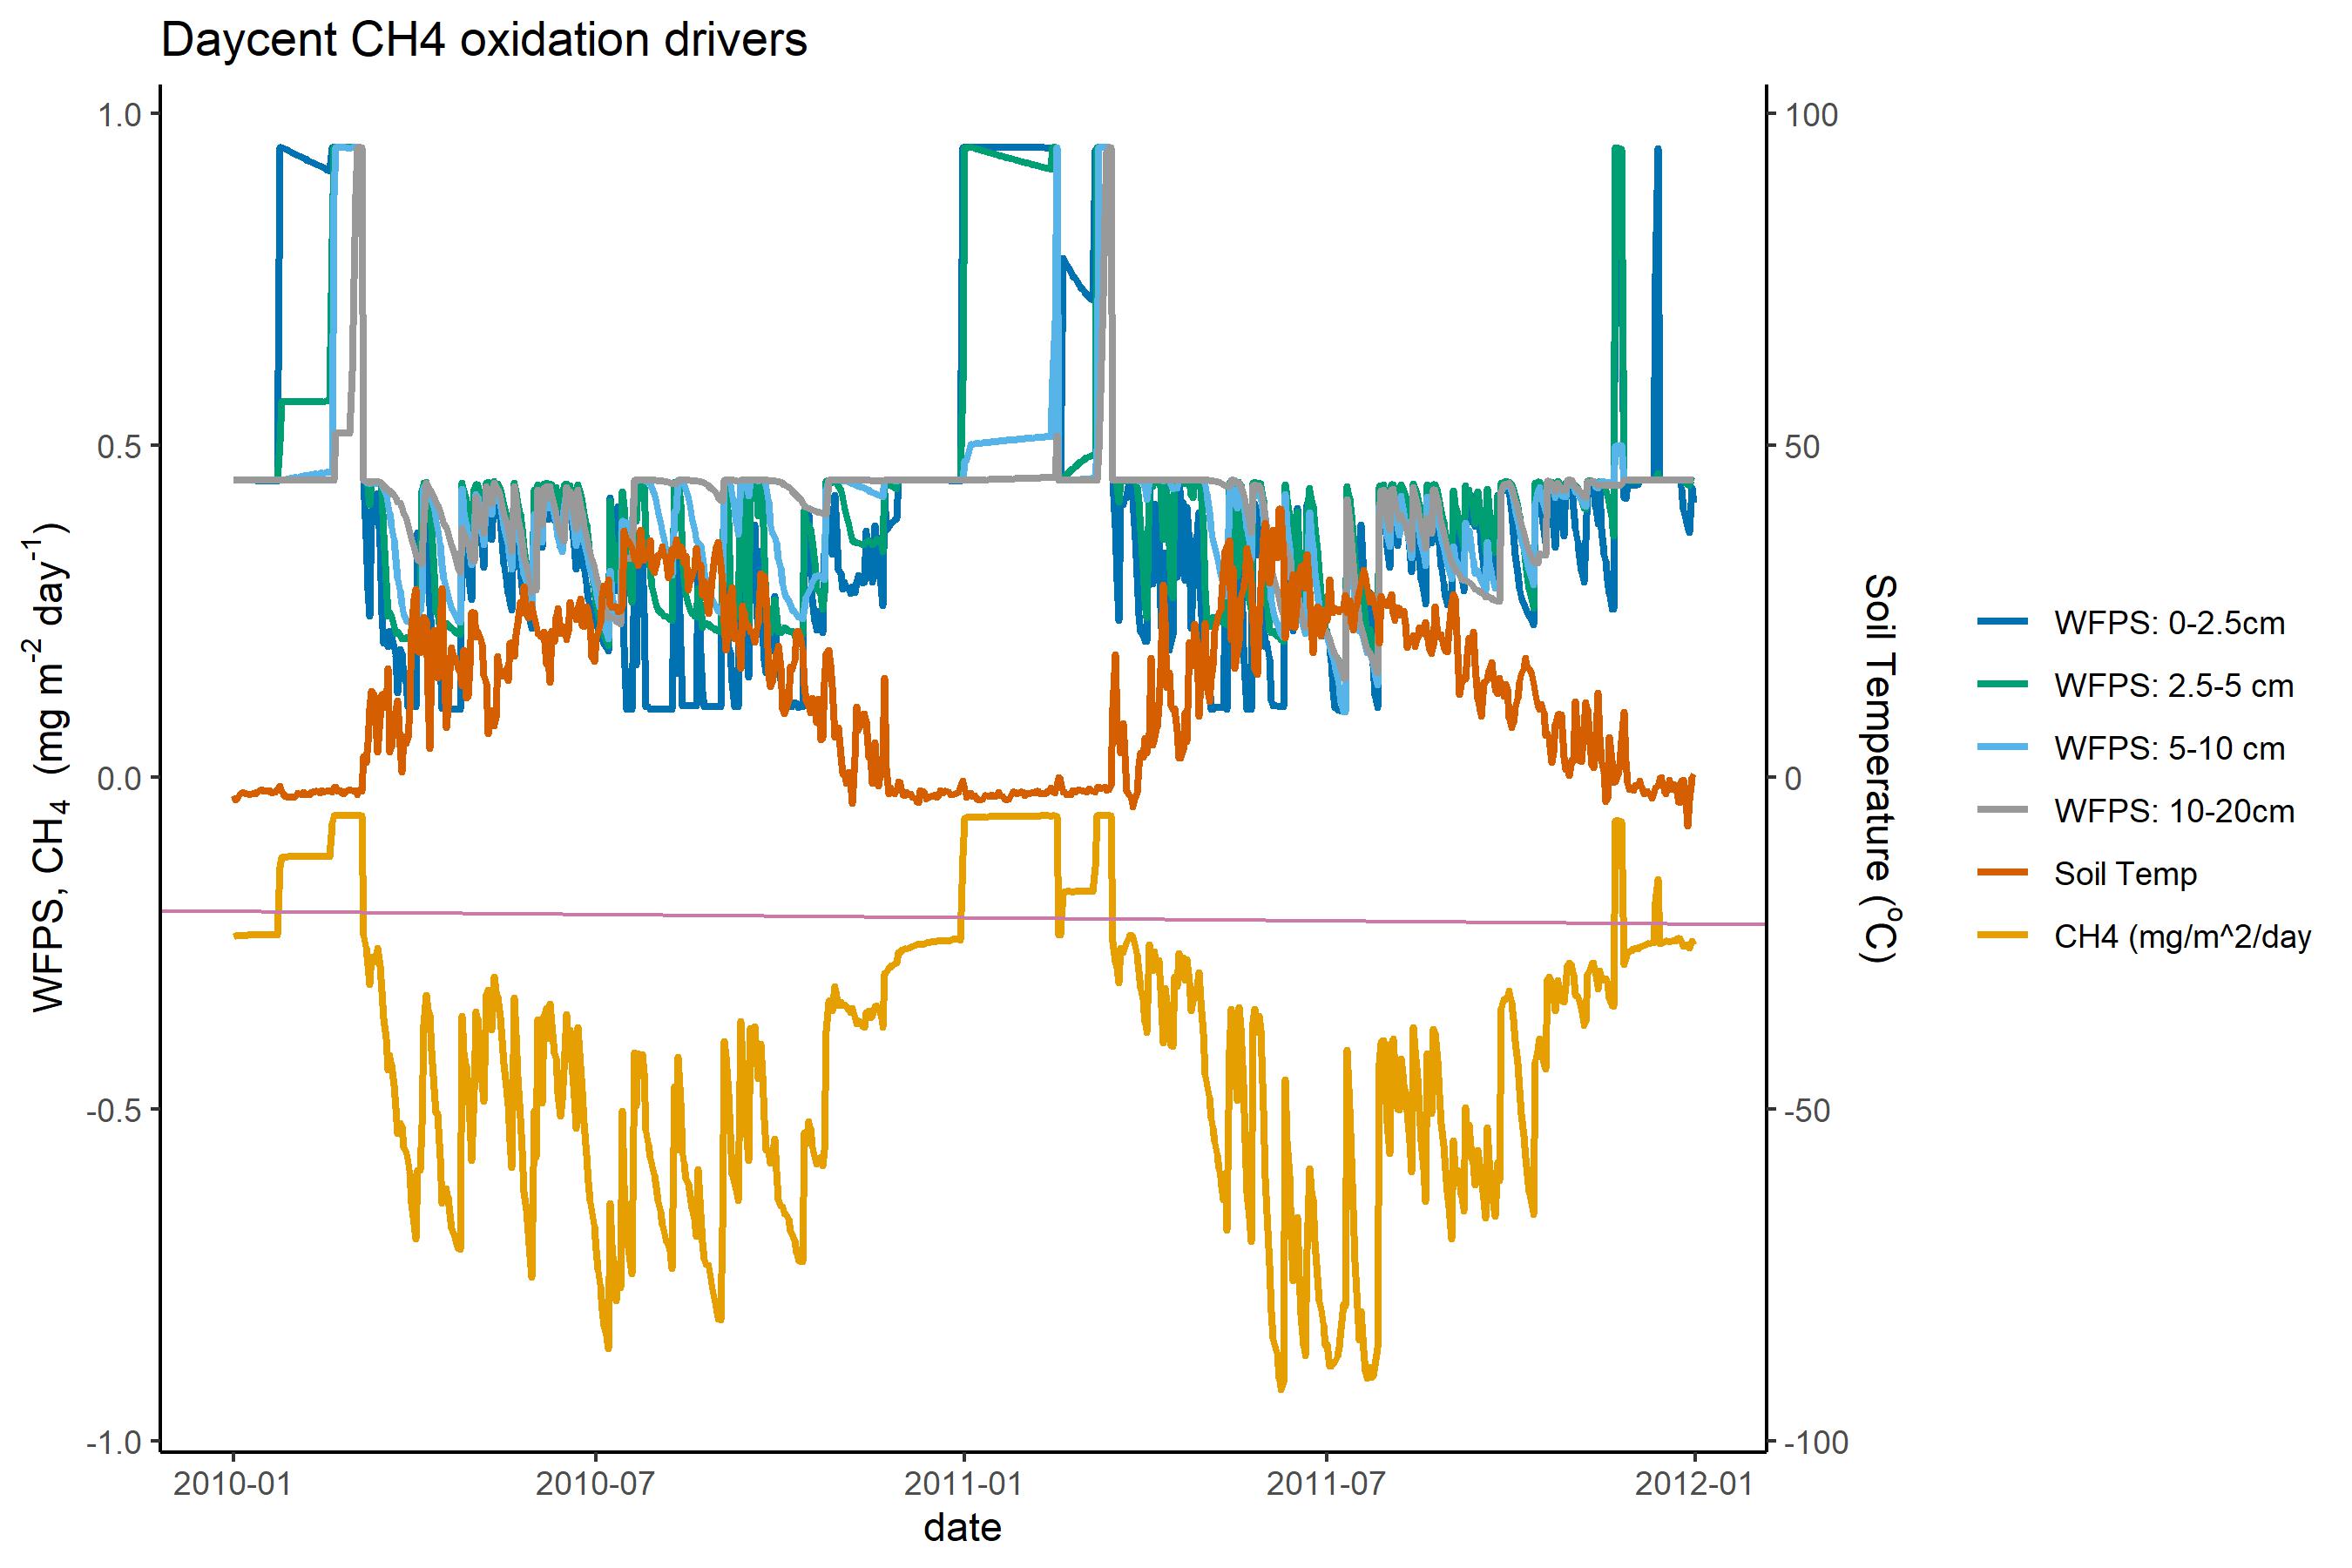 Daycent CH4 oxidation drivers
1.0
0.5
0.0
-0.5
-1.0
WFPS, CH₄ (mg m⁻² day⁻¹)
100
50
0
-50
-100
Soil Temperature (°C)
2010-01
2010-07
2011-01
2011-07
2012-01
date
WFPS: 0-2.5cm
WFPS: 2.5-5 cm
WFPS: 5-10 cm
WFPS: 10-20cm
Soil Temp
CH4 (mg/m^2/day